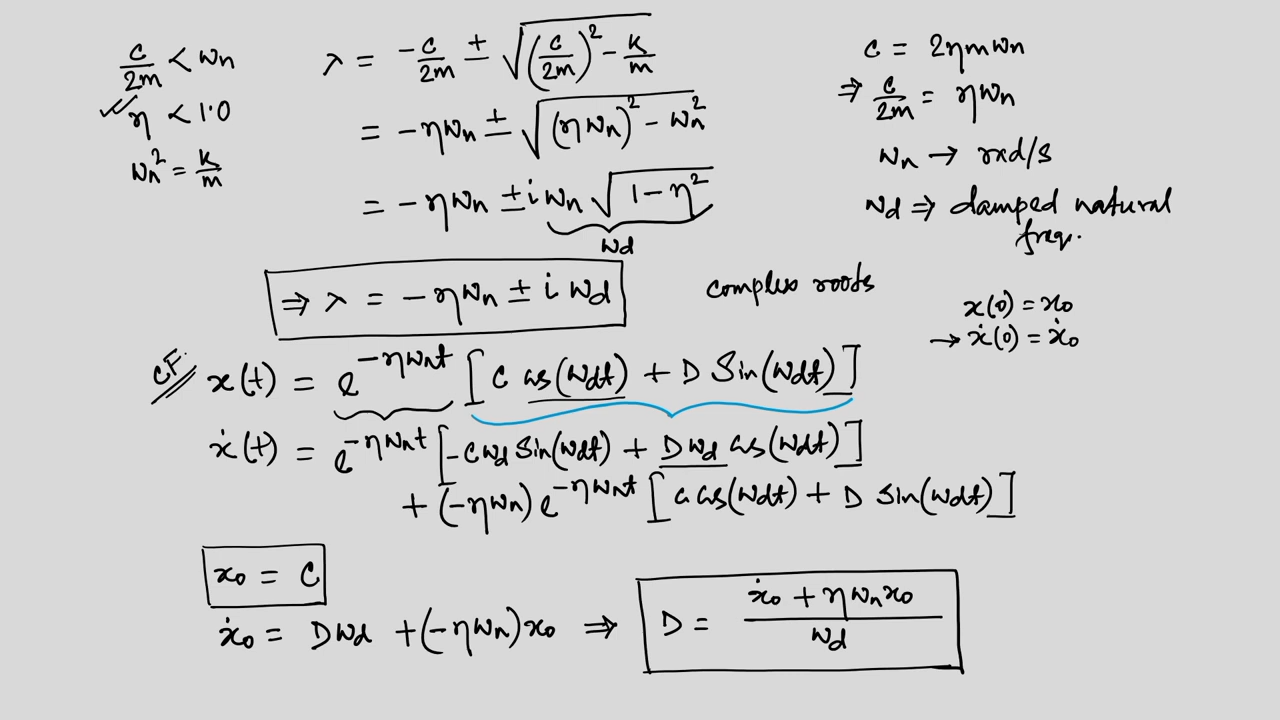 c/2m < ωn
η < 1.0
ωn² = k/m
λ = -c/2m ± √((c/2m)² - k/m)
= -ηωn ± √((ηωn)² - ωn²)
= -ηωn ± i ωn √(1-η²)
ωd
⇒ λ = -ηωn ± i ωd
complex roots
c = 2ηmωn
⇒ c/2m = ηωn
ωn → rad/s
ωd ⇒ damped natural
freq.
x(0) = x₀
→ ẋ(0) = ẋ₀
CF.
x(t) = e^(-ηωnt) [C cos(ωdt) + D Sin(ωdt)]
ẋ(t) = e^(-ηωnt) [-Cωd Sin(ωdt) + Dωd cos(ωdt)]
+ (-ηωn) e^(-ηωnt) [C cos(ωdt) + D Sin(ωdt)]
x₀ = C
ẋ₀ = Dωd + (-ηωn)x₀ ⇒ D = (ẋ₀ + ηωnx₀)/ωd